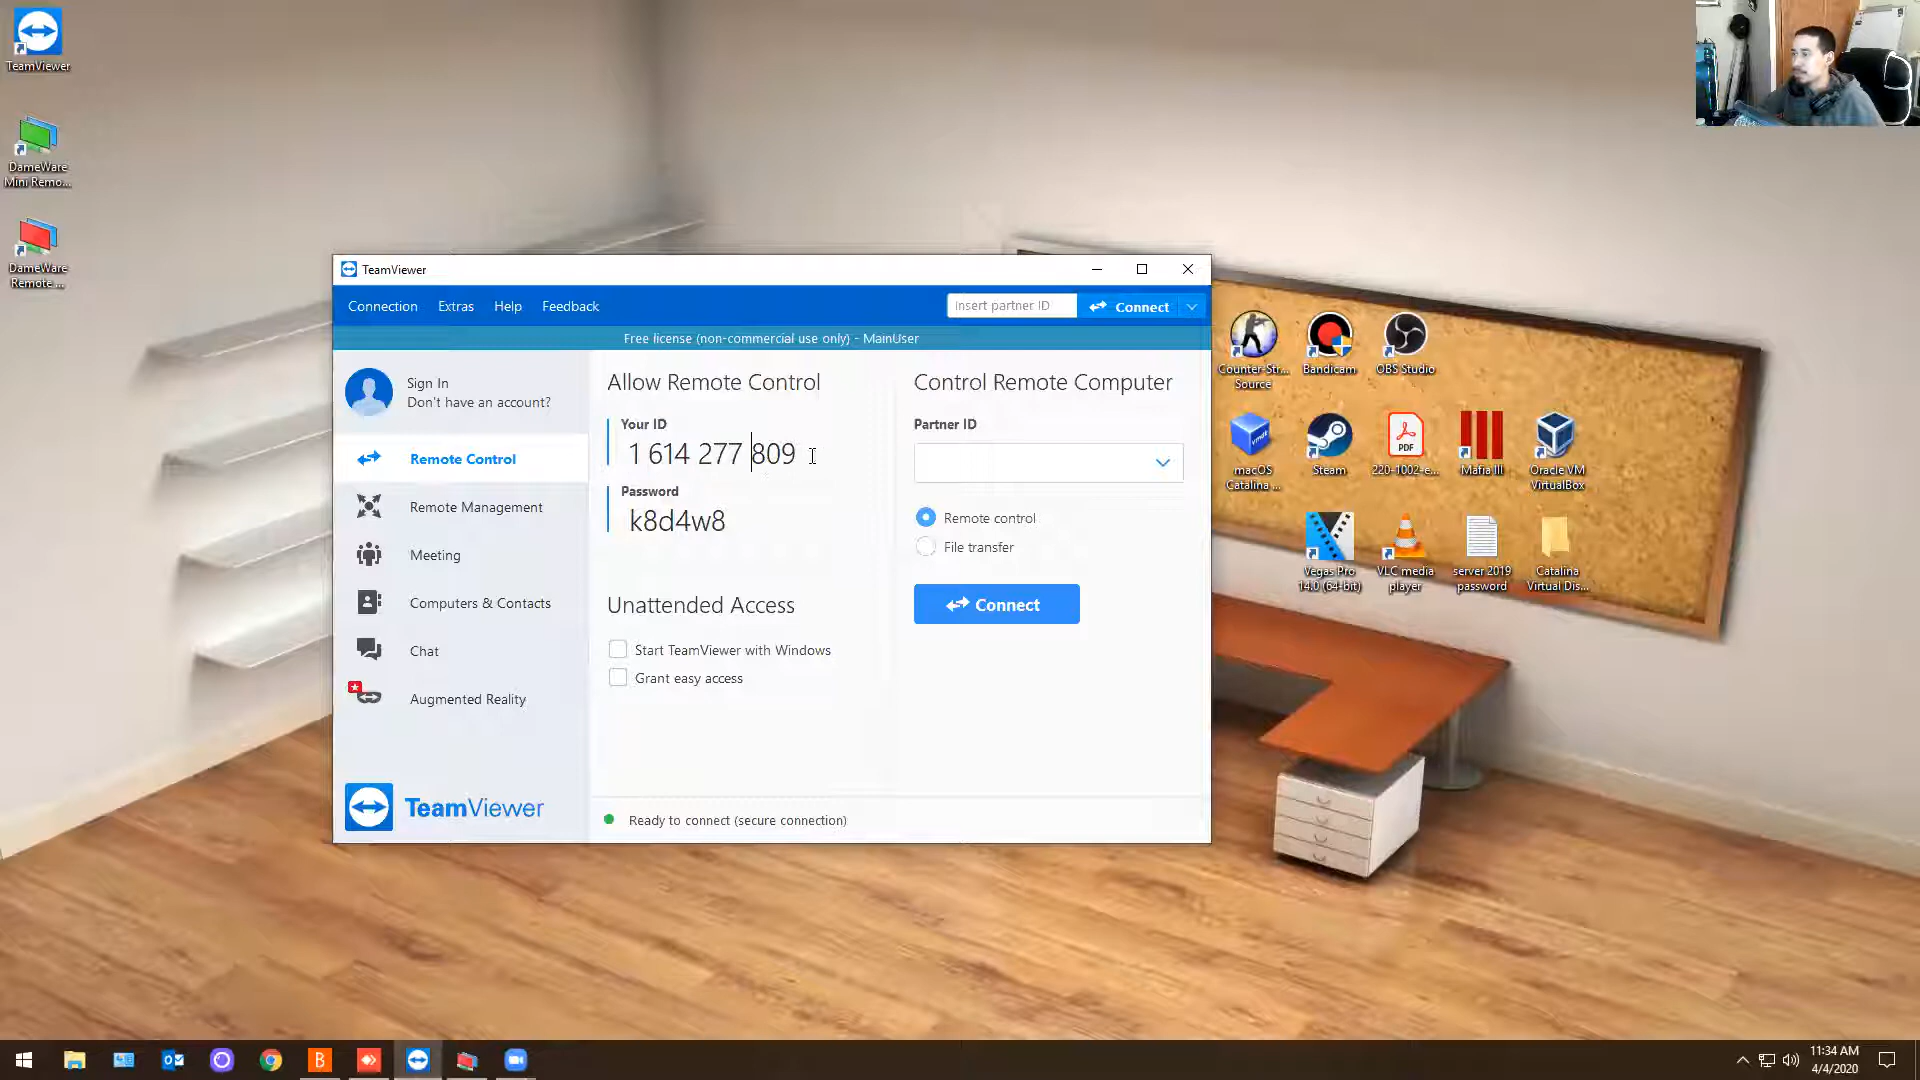 TeamViewer
DameWare
Mini Remo...
DameWare
Remote ...
TeamViewer
Connection Extras Help Feedback
Insert partner ID
Connect
Free license (non-commercial use only) - MainUser
Sign In
Don't have an account?
Remote Control
Remote Management
Meeting
Computers & Contacts
Chat
Augmented Reality
TeamViewer
Allow Remote Control
Your ID
1 614 277 809
Password
k8d4w8
Unattended Access
Start TeamViewer with Windows
Grant easy access
Control Remote Computer
Partner ID
Remote control
File transfer
Connect
Ready to connect (secure connection)
Counter-Str...
Source
Bandicam
OBS Studio
macOS
Catalina ...
Steam
PDF
220-1002-e...
Mafia III
Oracle VM
VirtualBox
Vegas Pro
14.0 (64-bit)
VLC media
player
server 2019
password
Catalina
Virtual Dis...
11:34 AM
4/4/2020